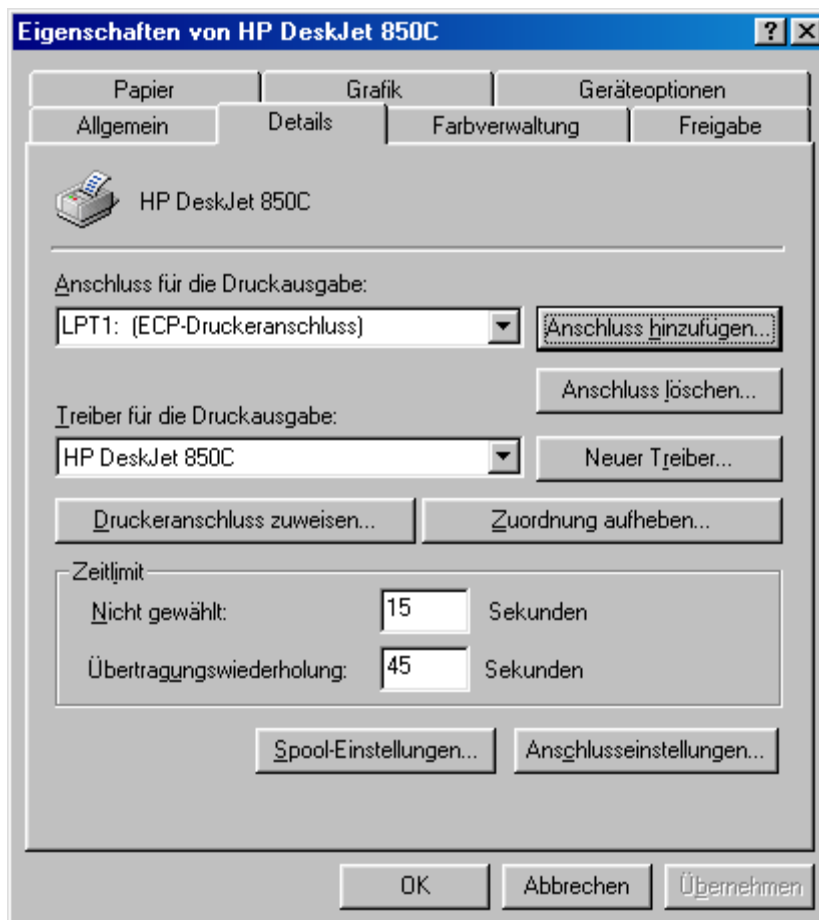 Eigenschaften von HP DeskJet 850C
Papier Grafik Geräteoptionen
Allgemein Details Farbverwaltung Freigabe
HP DeskJet 850C
Anschluss für die Druckausgabe:
LPT1: (ECP-Druckeranschluss) Anschluss hinzufügen...
Anschluss löschen...
Treiber für die Druckausgabe:
HP DeskJet 850C Neuer Treiber...
Druckeranschluss zuweisen... Zuordnung aufheben...
Zeitlimit
Nicht gewählt: 15 Sekunden
Übertragungswiederholung: 45 Sekunden
Spool-Einstellungen... Anschlusseinstellungen...
OK Abbrechen Übernehmen